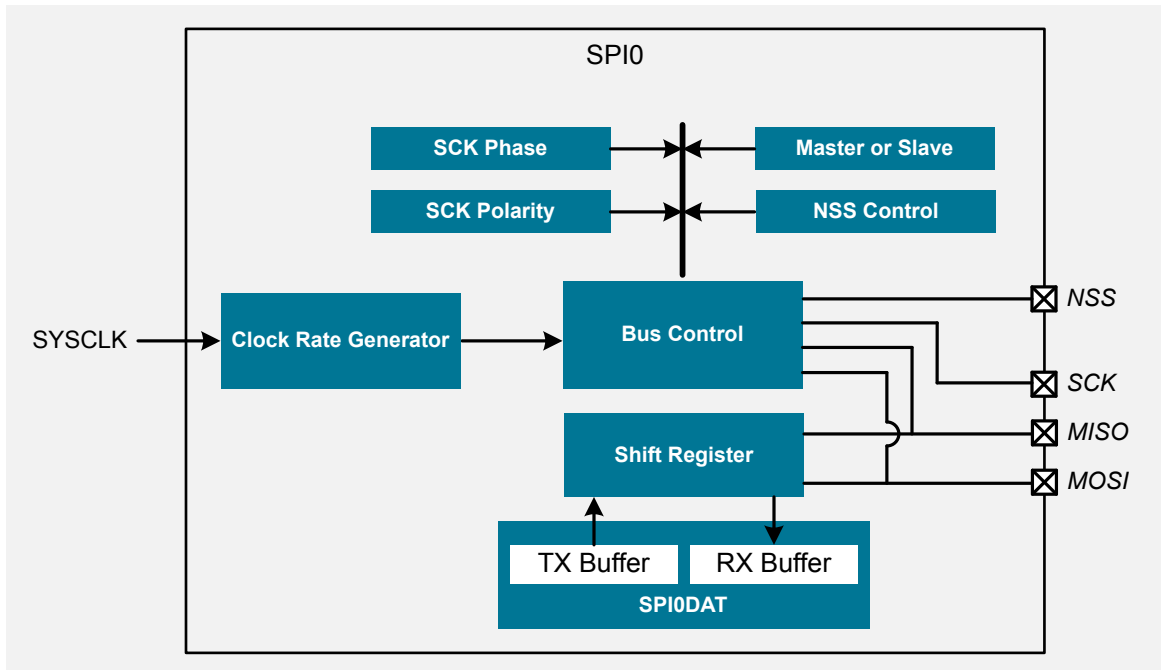 SPI0
SCK Phase
Master or Slave
SCK Polarity
NSS Control
SYSCLK
Clock Rate Generator
Bus Control
NSS
SCK
MISO
MOSI
Shift Register
TX Buffer
RX Buffer
SPI0DAT